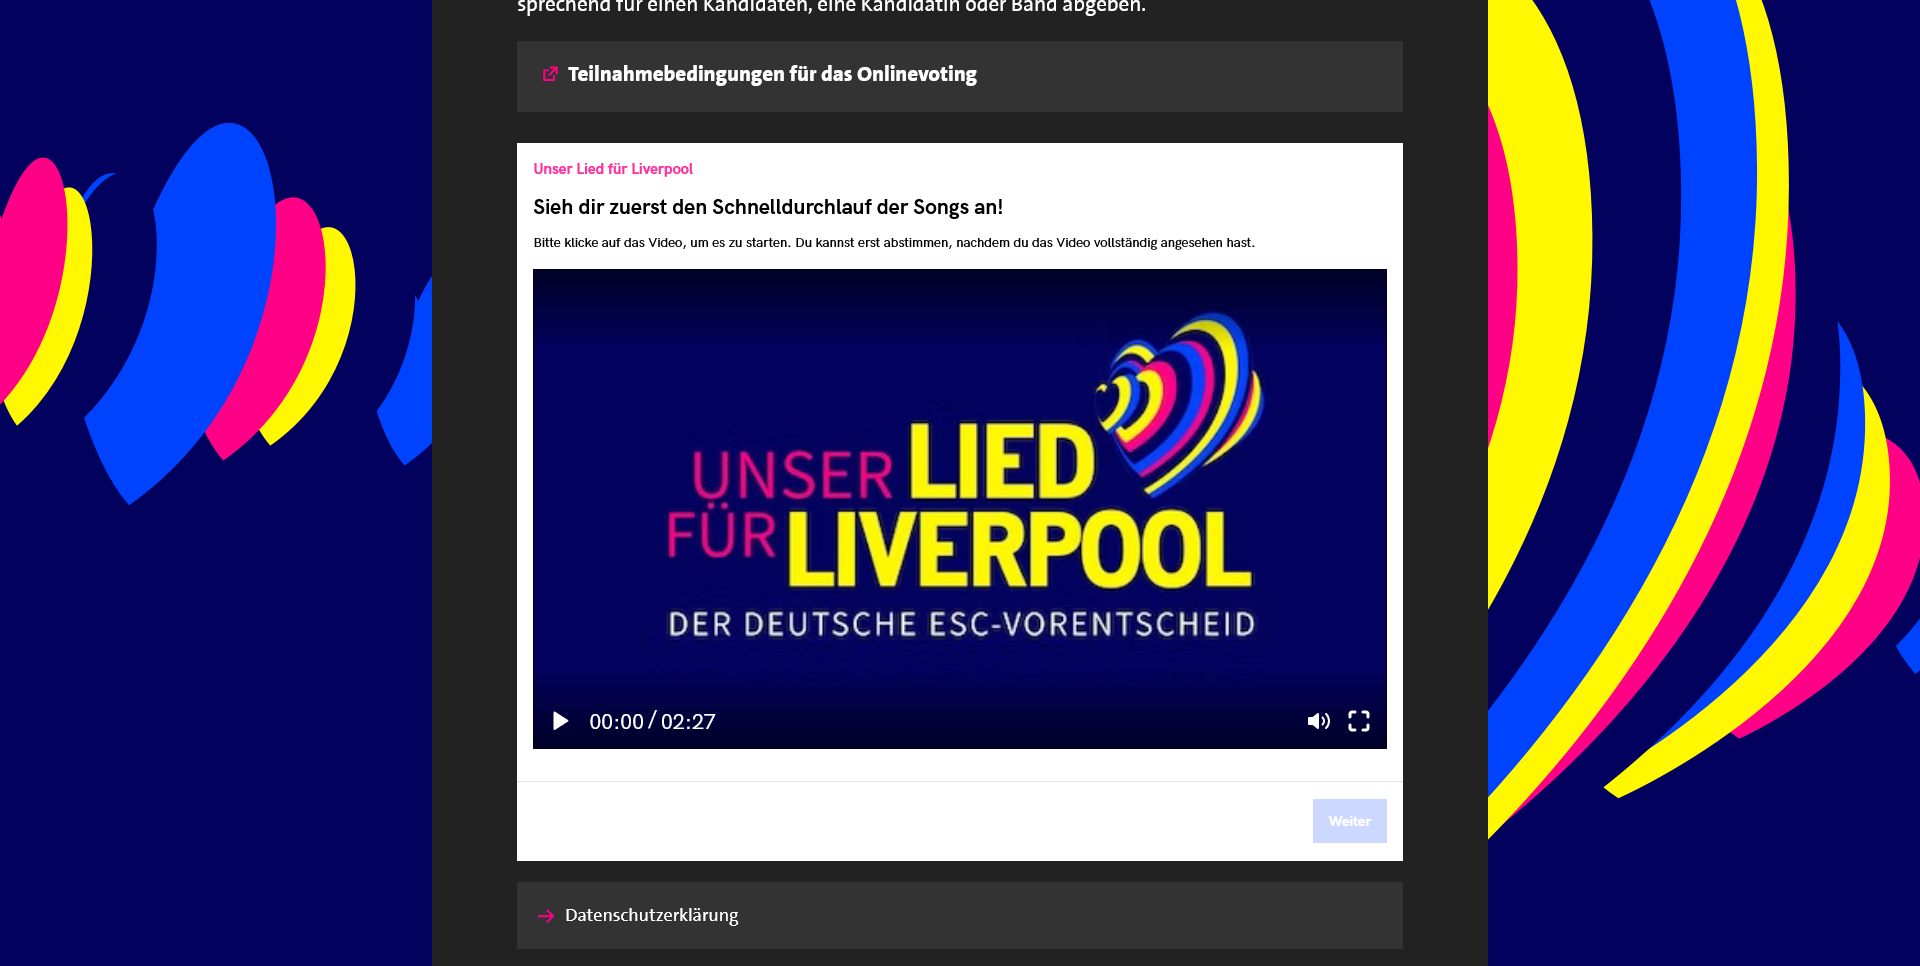 sprechend für einen Kandidaten, eine Kandidatin oder Band abgeben.
Teilnahmebedingungen für das Onlinevoting
Unser Lied für Liverpool
Sieh dir zuerst den Schnelldurchlauf der Songs an!
Bitte klicke auf das Video, um es zu starten. Du kannst erst abstimmen, nachdem du das Video vollständig angesehen hast.
UNSER LIED
FÜR LIVERPOOL
DER DEUTSCHE ESC-VORENTSCHEID
00:00 / 02:27
Weiter
Datenschutzerklärung